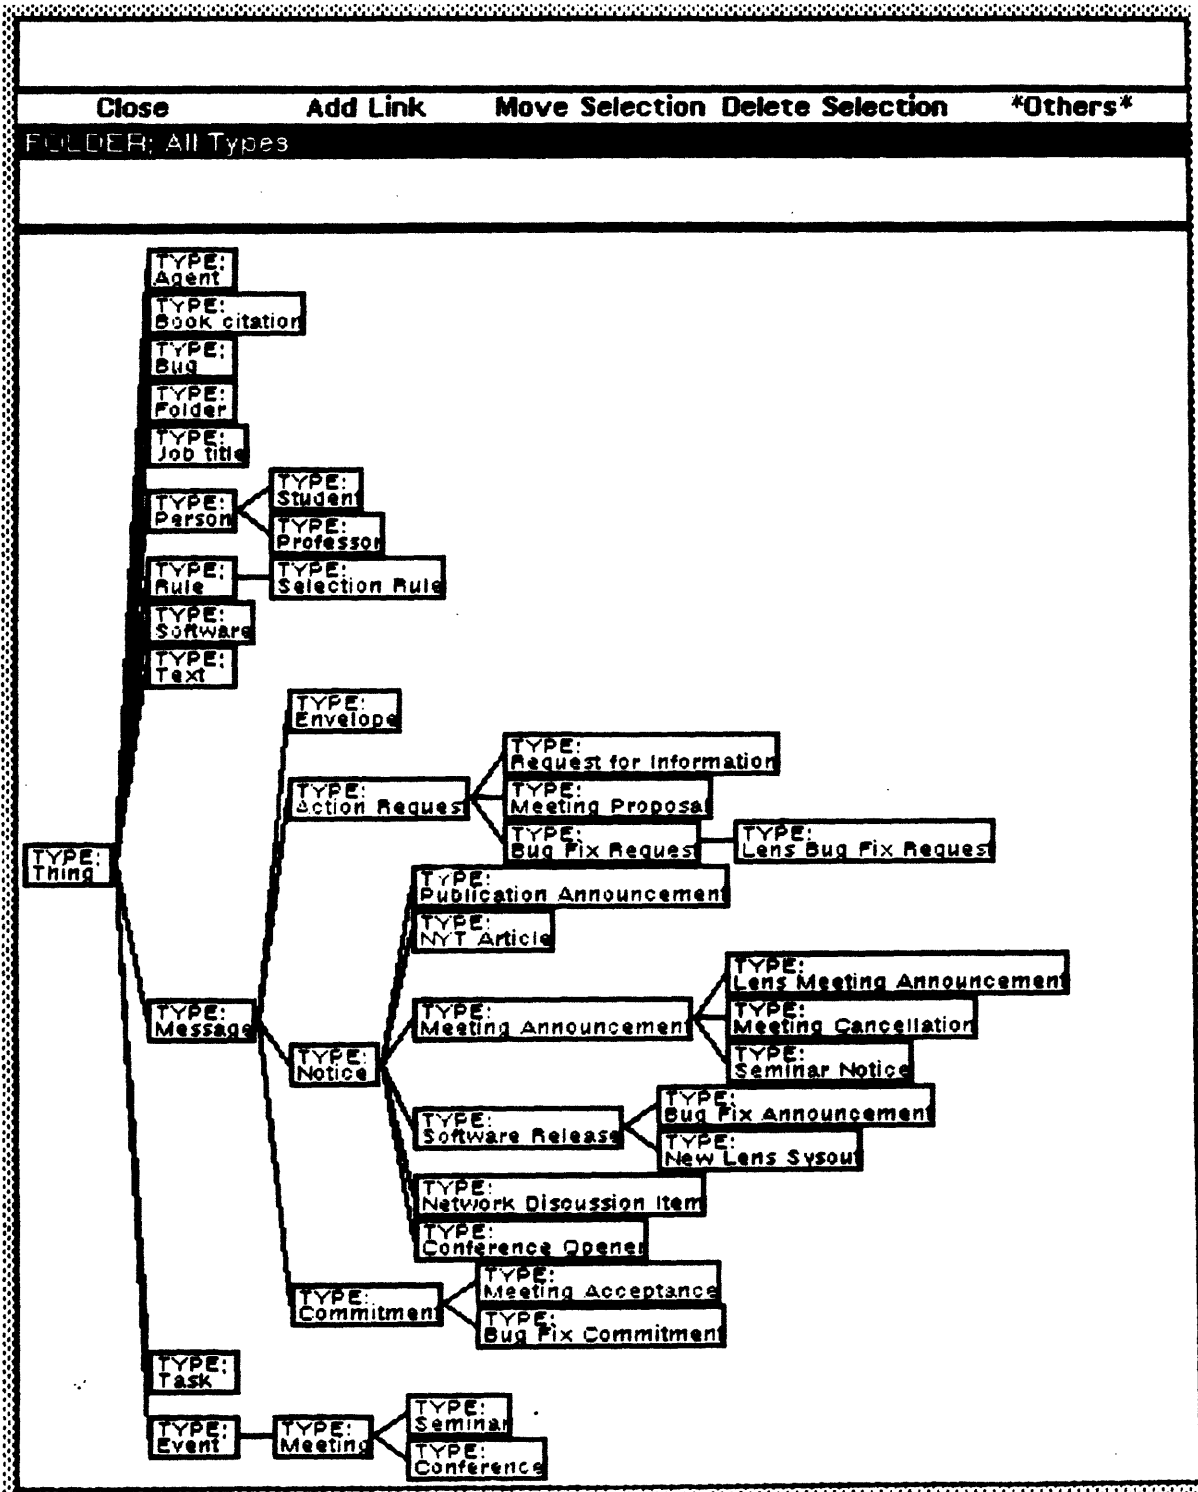 Close Add Link Move Selection Delete Selection *Others*
FOLDER: All Types
TYPE:
Agent
TYPE:
Book citation
TYPE:
Bug
TYPE:
Folder
TYPE:
Job title
TYPE:
Person
TYPE:
Student
TYPE:
Professor
TYPE:
Rule
TYPE:
Selection Rule
TYPE:
Software
TYPE:
Text
TYPE:
Envelope
TYPE:
Action Request
TYPE:
Request for Information
TYPE:
Meeting Proposal
TYPE:
Bug Fix Request
TYPE:
Lens Bug Fix Request
TYPE:
Thing
TYPE:
Publication Announcement
TYPE:
NYT Article
TYPE:
Message
TYPE:
Notice
TYPE:
Meeting Announcement
TYPE:
Lens Meeting Announcement
TYPE:
Meeting Cancellation
TYPE:
Seminar Notice
TYPE:
Software Release
TYPE:
Bug Fix Announcement
TYPE:
New Lens Sysout
TYPE:
Network Discussion Item
TYPE:
Conference Opener
TYPE:
Commitment
TYPE:
Meeting Acceptance
TYPE:
Bug Fix Commitment
TYPE:
Task
TYPE:
Event
TYPE:
Meeting
TYPE:
Seminar
TYPE:
Conference